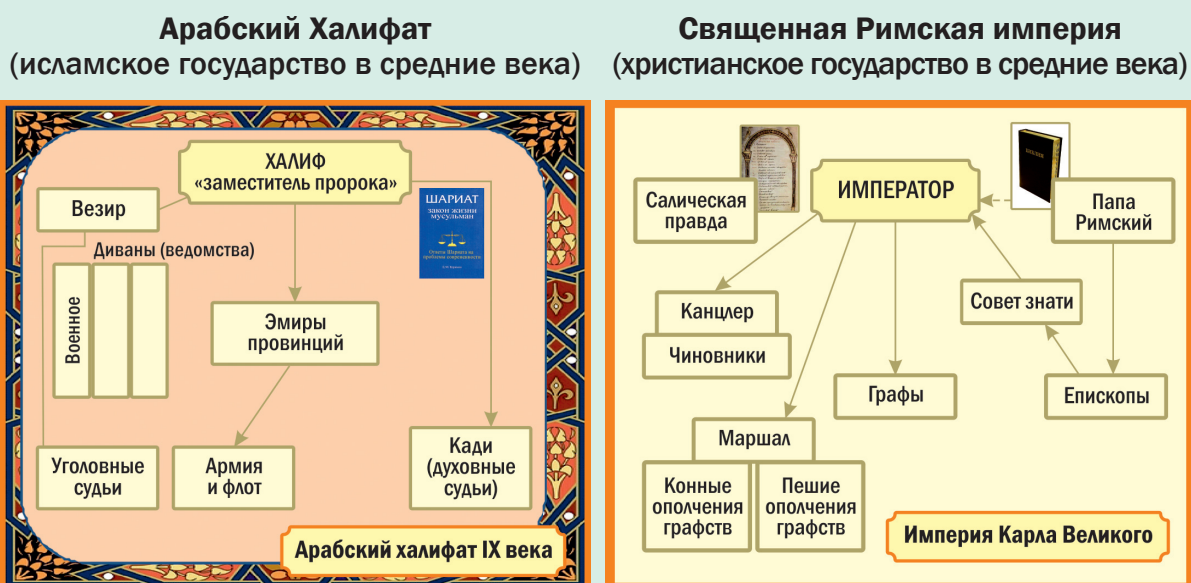 Арабский Халифат
(исламское государство в средние века)
ХАЛИФ
«заместитель пророка»
Везир
Диваны (ведомства)
Военное
ШАРИАТ
закон жизни
мусульман
Эмиры
провинций
Уголовные
судьи
Армия
и флот
Кади
(духовные
судьи)
Арабский халифат IX века
Священная Римская империя
(христианское государство в средние века)
Салическая
правда
ИМПЕРАТОР
Папа
Римский
Канцлер
Чиновники
Совет знати
Графы
Епископы
Маршал
Конные
ополчения
графств
Пешие
ополчения
графств
Империя Карла Великого